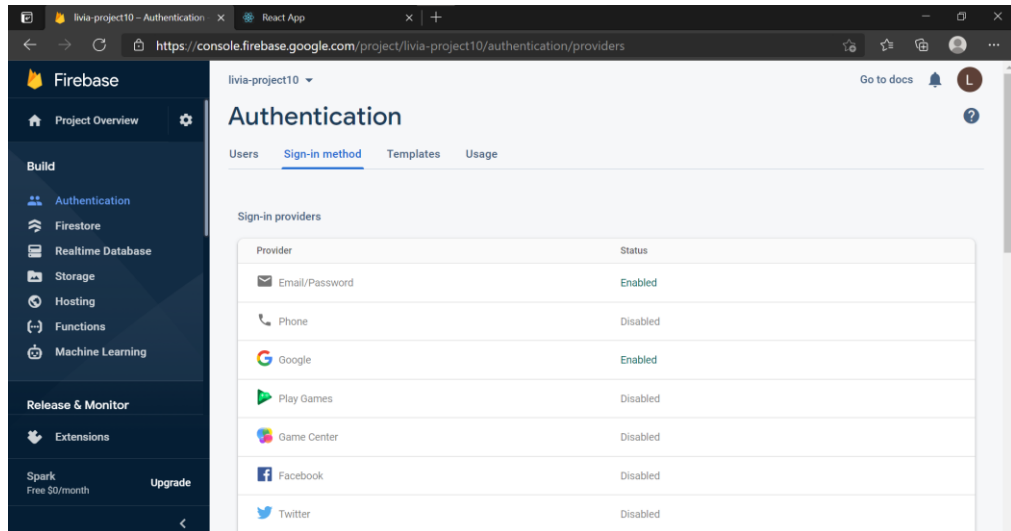 livia-project10 – Authentication
React App
https://console.firebase.google.com/project/livia-project10/authentication/providers
Firebase
Project Overview
Build
Authentication
Firestore
Realtime Database
Storage
Hosting
Functions
Machine Learning
Release & Monitor
Extensions
Spark
Free $0/month
Upgrade
livia-project10
Go to docs
L
Authentication
Users Sign-in method Templates Usage
Sign-in providers
Provider Status
Email/Password Enabled
Phone Disabled
Google Enabled
Play Games Disabled
Game Center Disabled
Facebook Disabled
Twitter Disabled